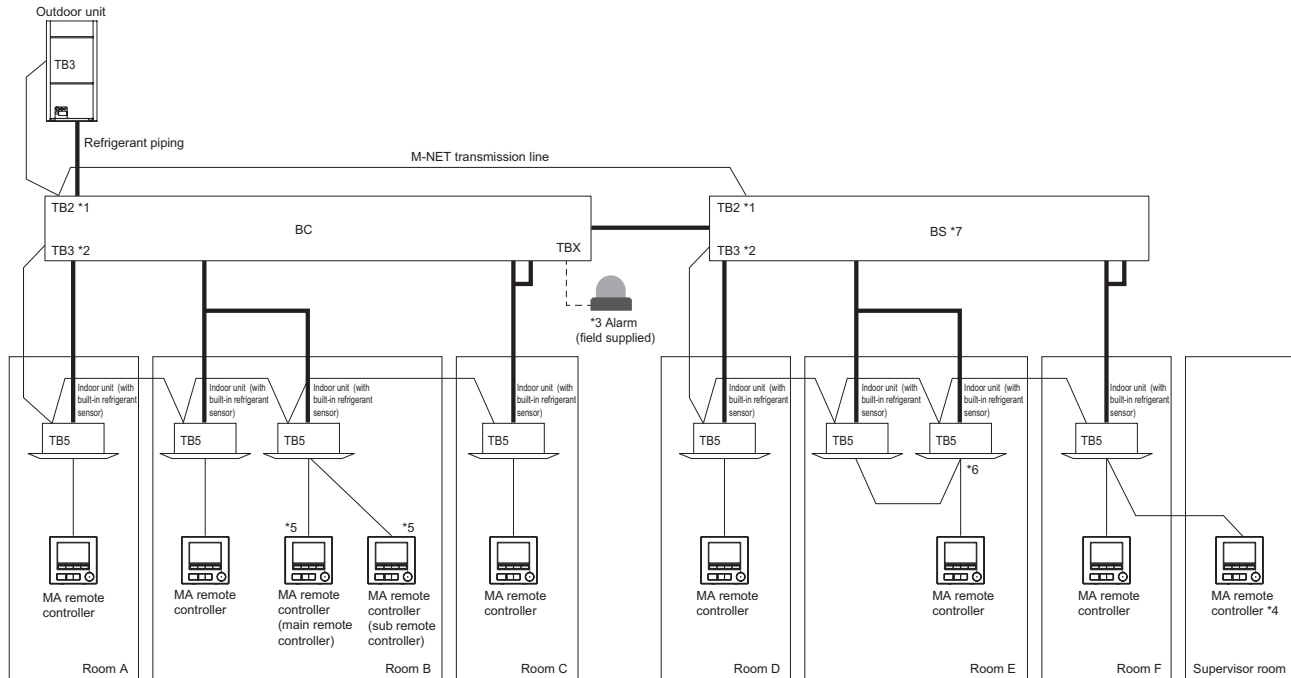 Outdoor unit
TB3
Refrigerant piping
M-NET transmission line
TB2 *1
BC
TB3 *2
TBX
TB2 *1
BS *7
TB3 *2
*3 Alarm
(field supplied)
Indoor unit (with
built-in refrigerant
sensor)
Indoor unit (with
built-in refrigerant
sensor)
Indoor unit (with
built-in refrigerant
sensor)
Indoor unit (with
built-in refrigerant
sensor)
Indoor unit (with
built-in refrigerant
sensor)
Indoor unit (with
built-in refrigerant
sensor)
Indoor unit (with
built-in refrigerant
sensor)
Indoor unit (with
built-in refrigerant
sensor)
TB5
TB5
TB5
TB5
TB5
TB5
TB5
TB5
*6
*5
*5
MA remote
controller
MA remote
controller
MA remote
controller
(main remote
controller)
MA remote
controller
(sub remote
controller)
MA remote
controller
MA remote
controller
MA remote
controller
MA remote
controller
MA remote
controller *4
Room A
Room B
Room C
Room D
Room E
Room F
Supervisor room